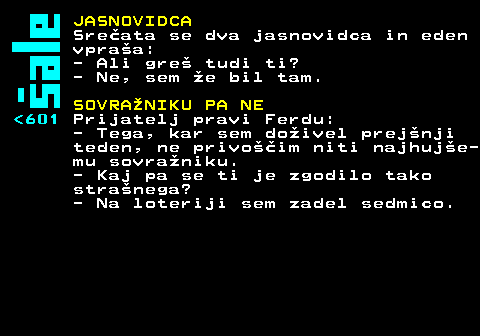 šale
<601
JASNOVIDCA
Srečata se dva jasnovidca in eden
vpraša:
- Ali greš tudi ti?
- Ne, sem že bil tam.
SOVRAŽNIKU PA NE
Prijatelj pravi Ferdu:
- Tega, kar sem doživel prejšnji
teden, ne privoščim niti najhujše-
mu sovražniku.
- Kaj pa se ti je zgodilo tako
strašnega?
- Na loteriji sem zadel sedmico.